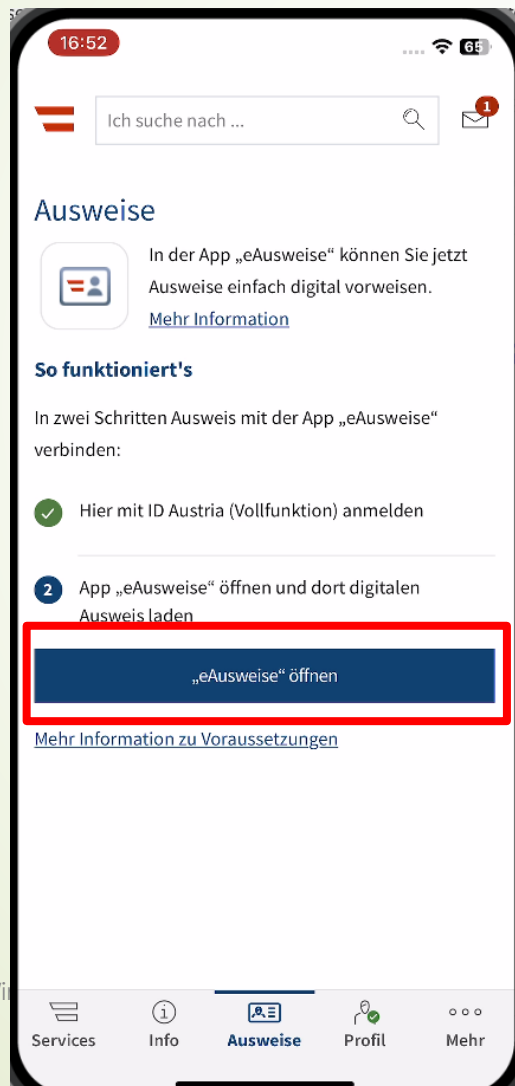 16:52
65
Ich suche nach ...
1
Ausweise
In der App „eAusweise“ können Sie jetzt
Ausweise einfach digital vorweisen.
Mehr Information
So funktioniert's
In zwei Schritten Ausweis mit der App „eAusweise“
verbinden:
Hier mit ID Austria (Vollfunktion) anmelden
2 App „eAusweise“ öffnen und dort digitalen
Ausweis laden
„eAusweise“ öffnen
Mehr Information zu Voraussetzungen
Services Info Ausweise Profil Mehr